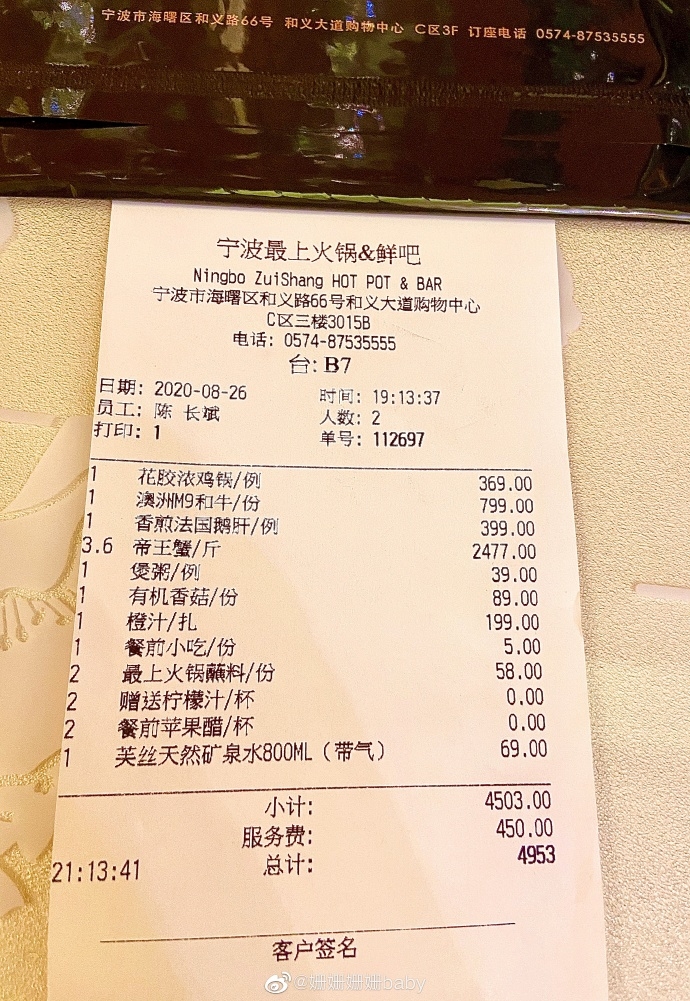 宁波市海曙区和义路66号 和义大道购物中心 C区3F 订座电话 0574-87535555
宁波最上火锅&鲜吧
Ningbo ZuiShang HOT POT & BAR
宁波市海曙区和义路66号和义大道购物中心
C区三楼3015B
电话: 0574-87535555
台: B7
日期: 2020-08-26 时间: 19:13:37
员工: 陈 长斌 人数: 2
打印: 1 单号: 112697
1 花胶浓鸡锅/例 369.00
1 澳洲M9和牛/份 799.00
1 香煎法国鹅肝/例 399.00
3.6 帝王蟹/斤 2477.00
1 煲粥/例 39.00
1 有机香菇/份 89.00
1 橙汁/扎 199.00
1 餐前小吃/份 5.00
2 最上火锅蘸料/份 58.00
2 赠送柠檬汁/杯 0.00
2 餐前苹果醋/杯 0.00
1 芙丝天然矿泉水800ML（带气） 69.00
小计: 4503.00
服务费: 450.00
21:13:41 总计: 4953
客户签名
@姗姗姗姗baby